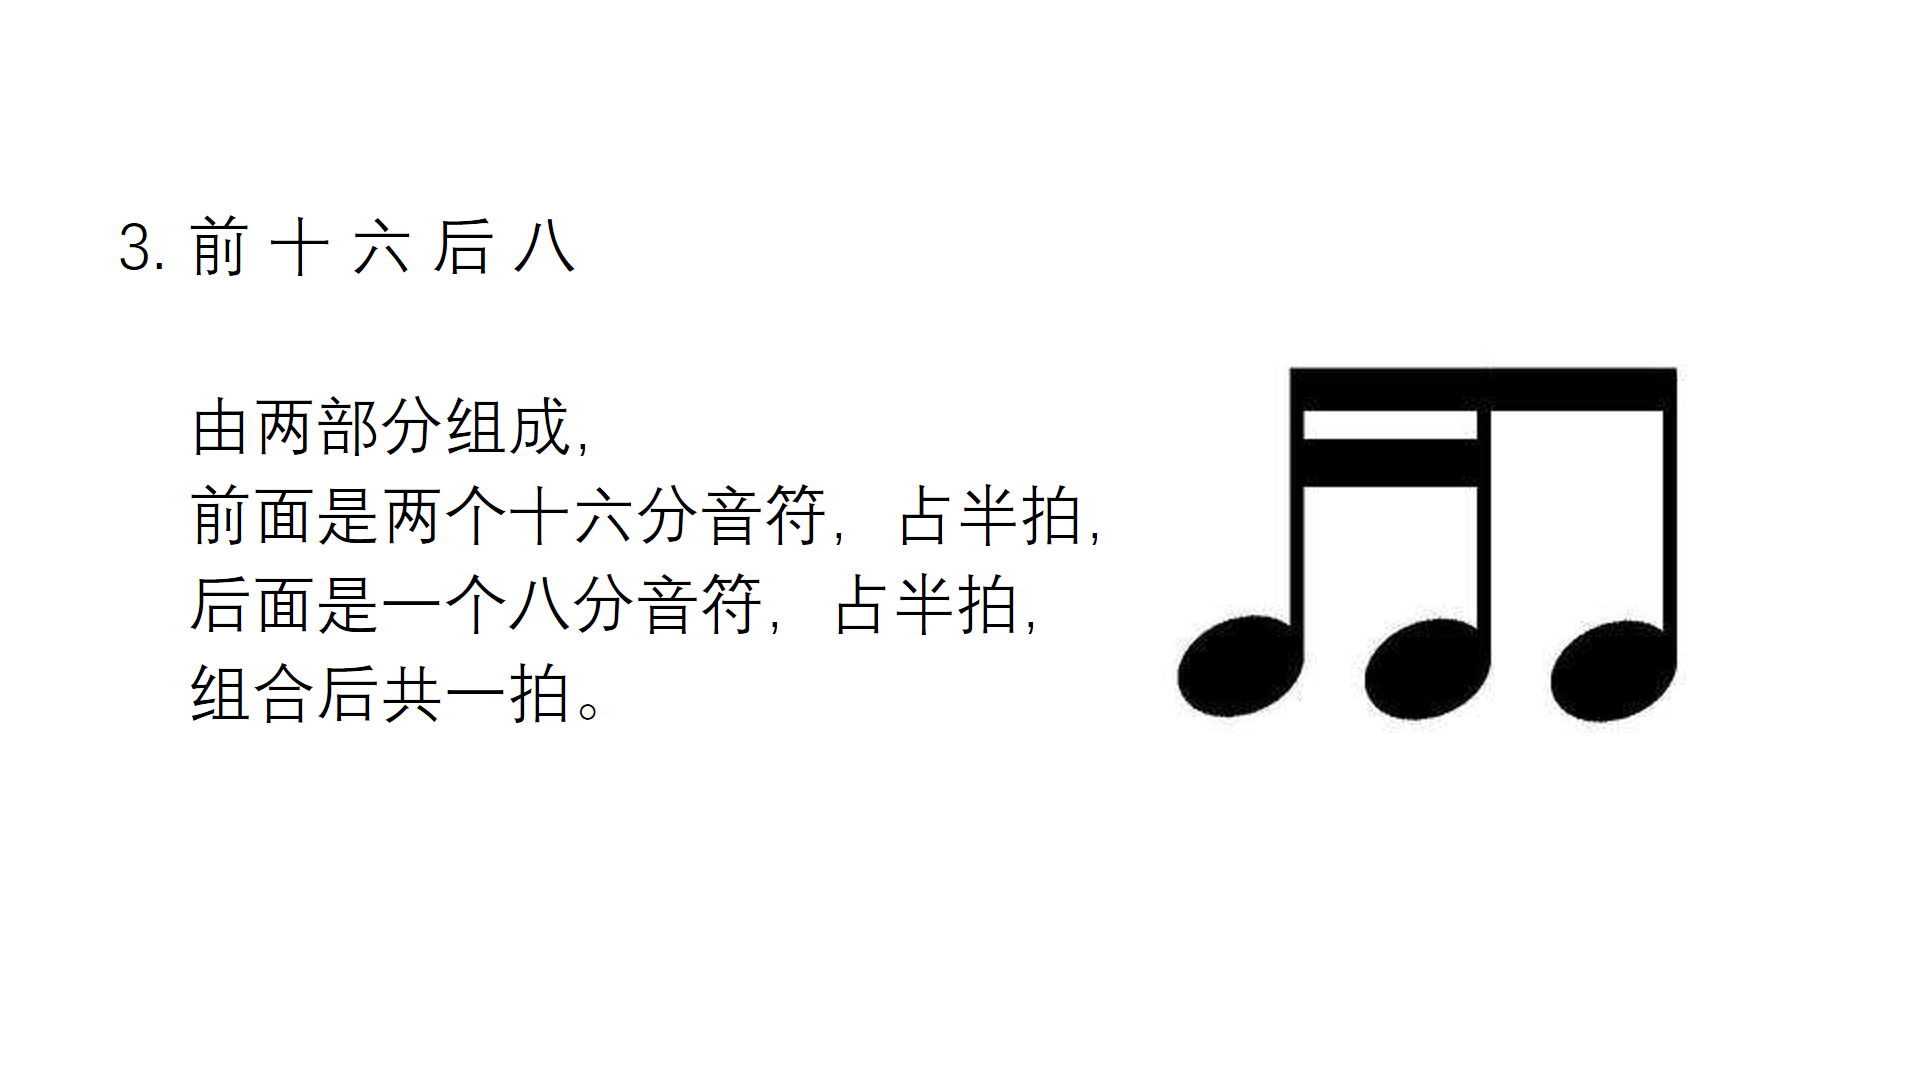 3. 前 十 六 后 八
由两部分组成，
前面是两个十六分音符，占半拍，
后面是一个八分音符，占半拍，
组合后共一拍。